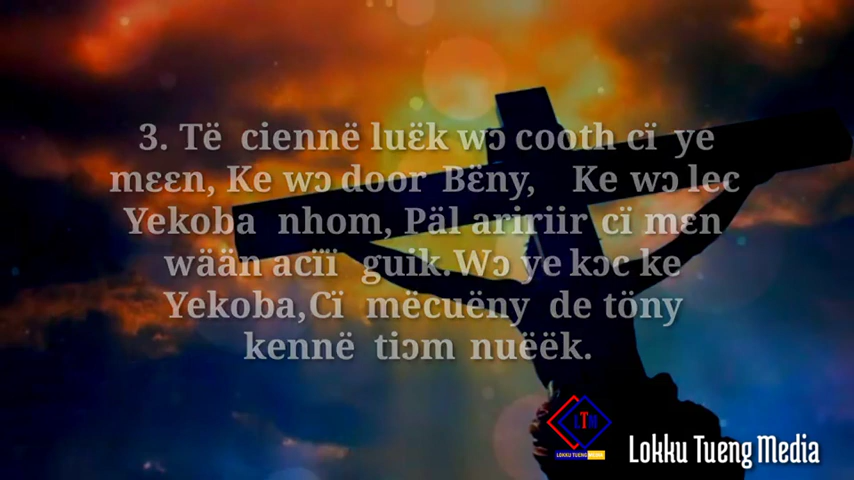 3. Të ciennë luɛ̈k wɔ cooth cï ye
mɛɛn, Ke wɔ door Bɛ̈ny, Ke wɔ lec
Yekoba nhom, Päl aririir cï mɛn
wään acïï guik.Wɔ ye kɔc ke
Yekoba,Cï mëcuëny de töny
kennë tiɔm nuëëk.
LTM
LOKKU TUENG MEDIA
Lokku Tueng Media